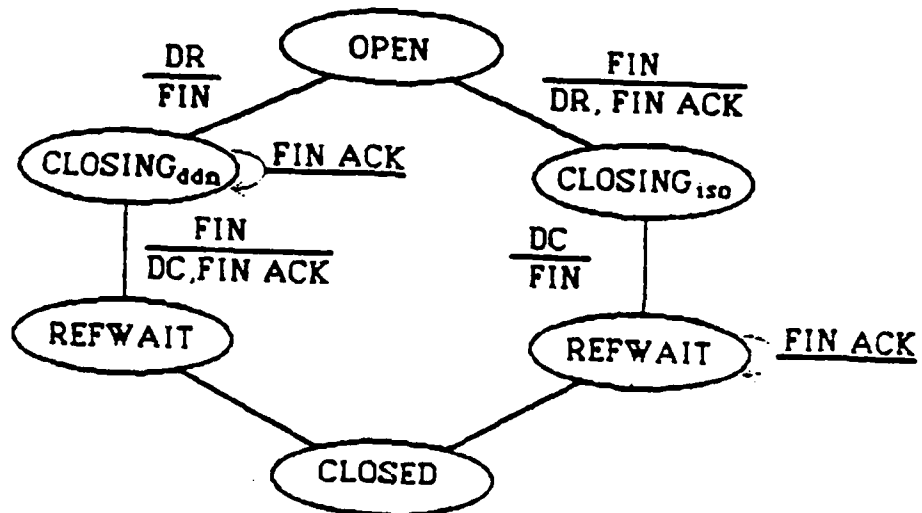 OPEN
DR
FIN
FIN
DR, FIN ACK
CLOSINGddn
FIN ACK
CLOSINGiso
FIN
DC,FIN ACK
DC
FIN
REFWAIT
REFWAIT
FIN ACK
CLOSED